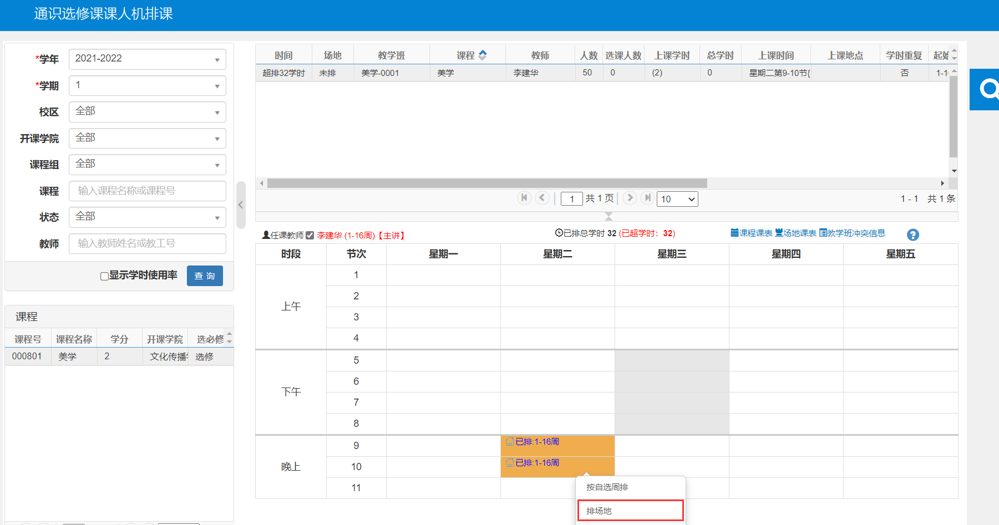 通识选修课课人机排课
*学年 2021-2022
*学期 1
校区 全部
开课学院 全部
课程组 全部
课程 输入课程名称或课程号
状态 全部
教师 输入教师姓名或教工号
显示学时使用率 查 询
课程
课程号 课程名称 学分 开课学院 选必修
000801 美学 2 文化传播 选修
时间 场地 教学班 课程 教师 人数 选课人数 上课学时 总学时 上课时间 上课地点 学时重复 起始
超排32学时 未排 美学-0001 美学 李建华 50 0 (2) 0 星期二第9-10节{ 否 1-1
1 共 1 页 10 1 - 1 共 1 条
任课教师 李建华 (1-16周)【主讲】 已排总学时 32 (已超学时：32) 课程课表 场地课表 教学班冲突信息 ?
时段 节次 星期一 星期二 星期三 星期四 星期五
上午
1
2
3
4
下午
5
6
7
8
晚上
9 已排:1-16周
10 已排:1-16周
11
按自选周排
排场地